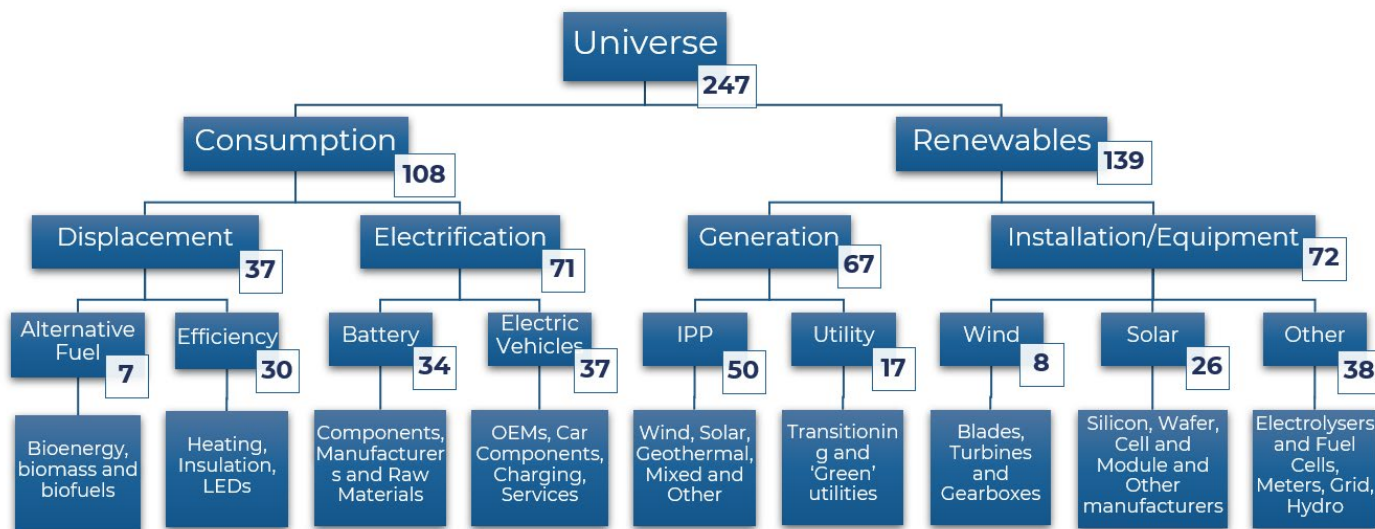 Universe
247
Consumption
108
Renewables
139
Displacement
37
Electrification
71
Generation
67
Installation/Equipment
72
Alternative
Fuel
7
Efficiency
30
Battery
34
Electric
Vehicles
37
IPP
50
Utility
17
Wind
8
Solar
26
Other
38
Bioenergy,
biomass and
biofuels
Heating,
Insulation,
LEDs
Components,
Manufacturer
s and Raw
Materials
OEMs, Car
Components,
Charging,
Services
Wind, Solar,
Geothermal,
Mixed and
Other
Transitionin
g and
‘Green’
utilities
Blades,
Turbines
and
Gearboxes
Silicon, Wafer,
Cell and
Module and
Other
manufacturers
Electrolysers
and Fuel
Cells,
Meters, Grid,
Hydro